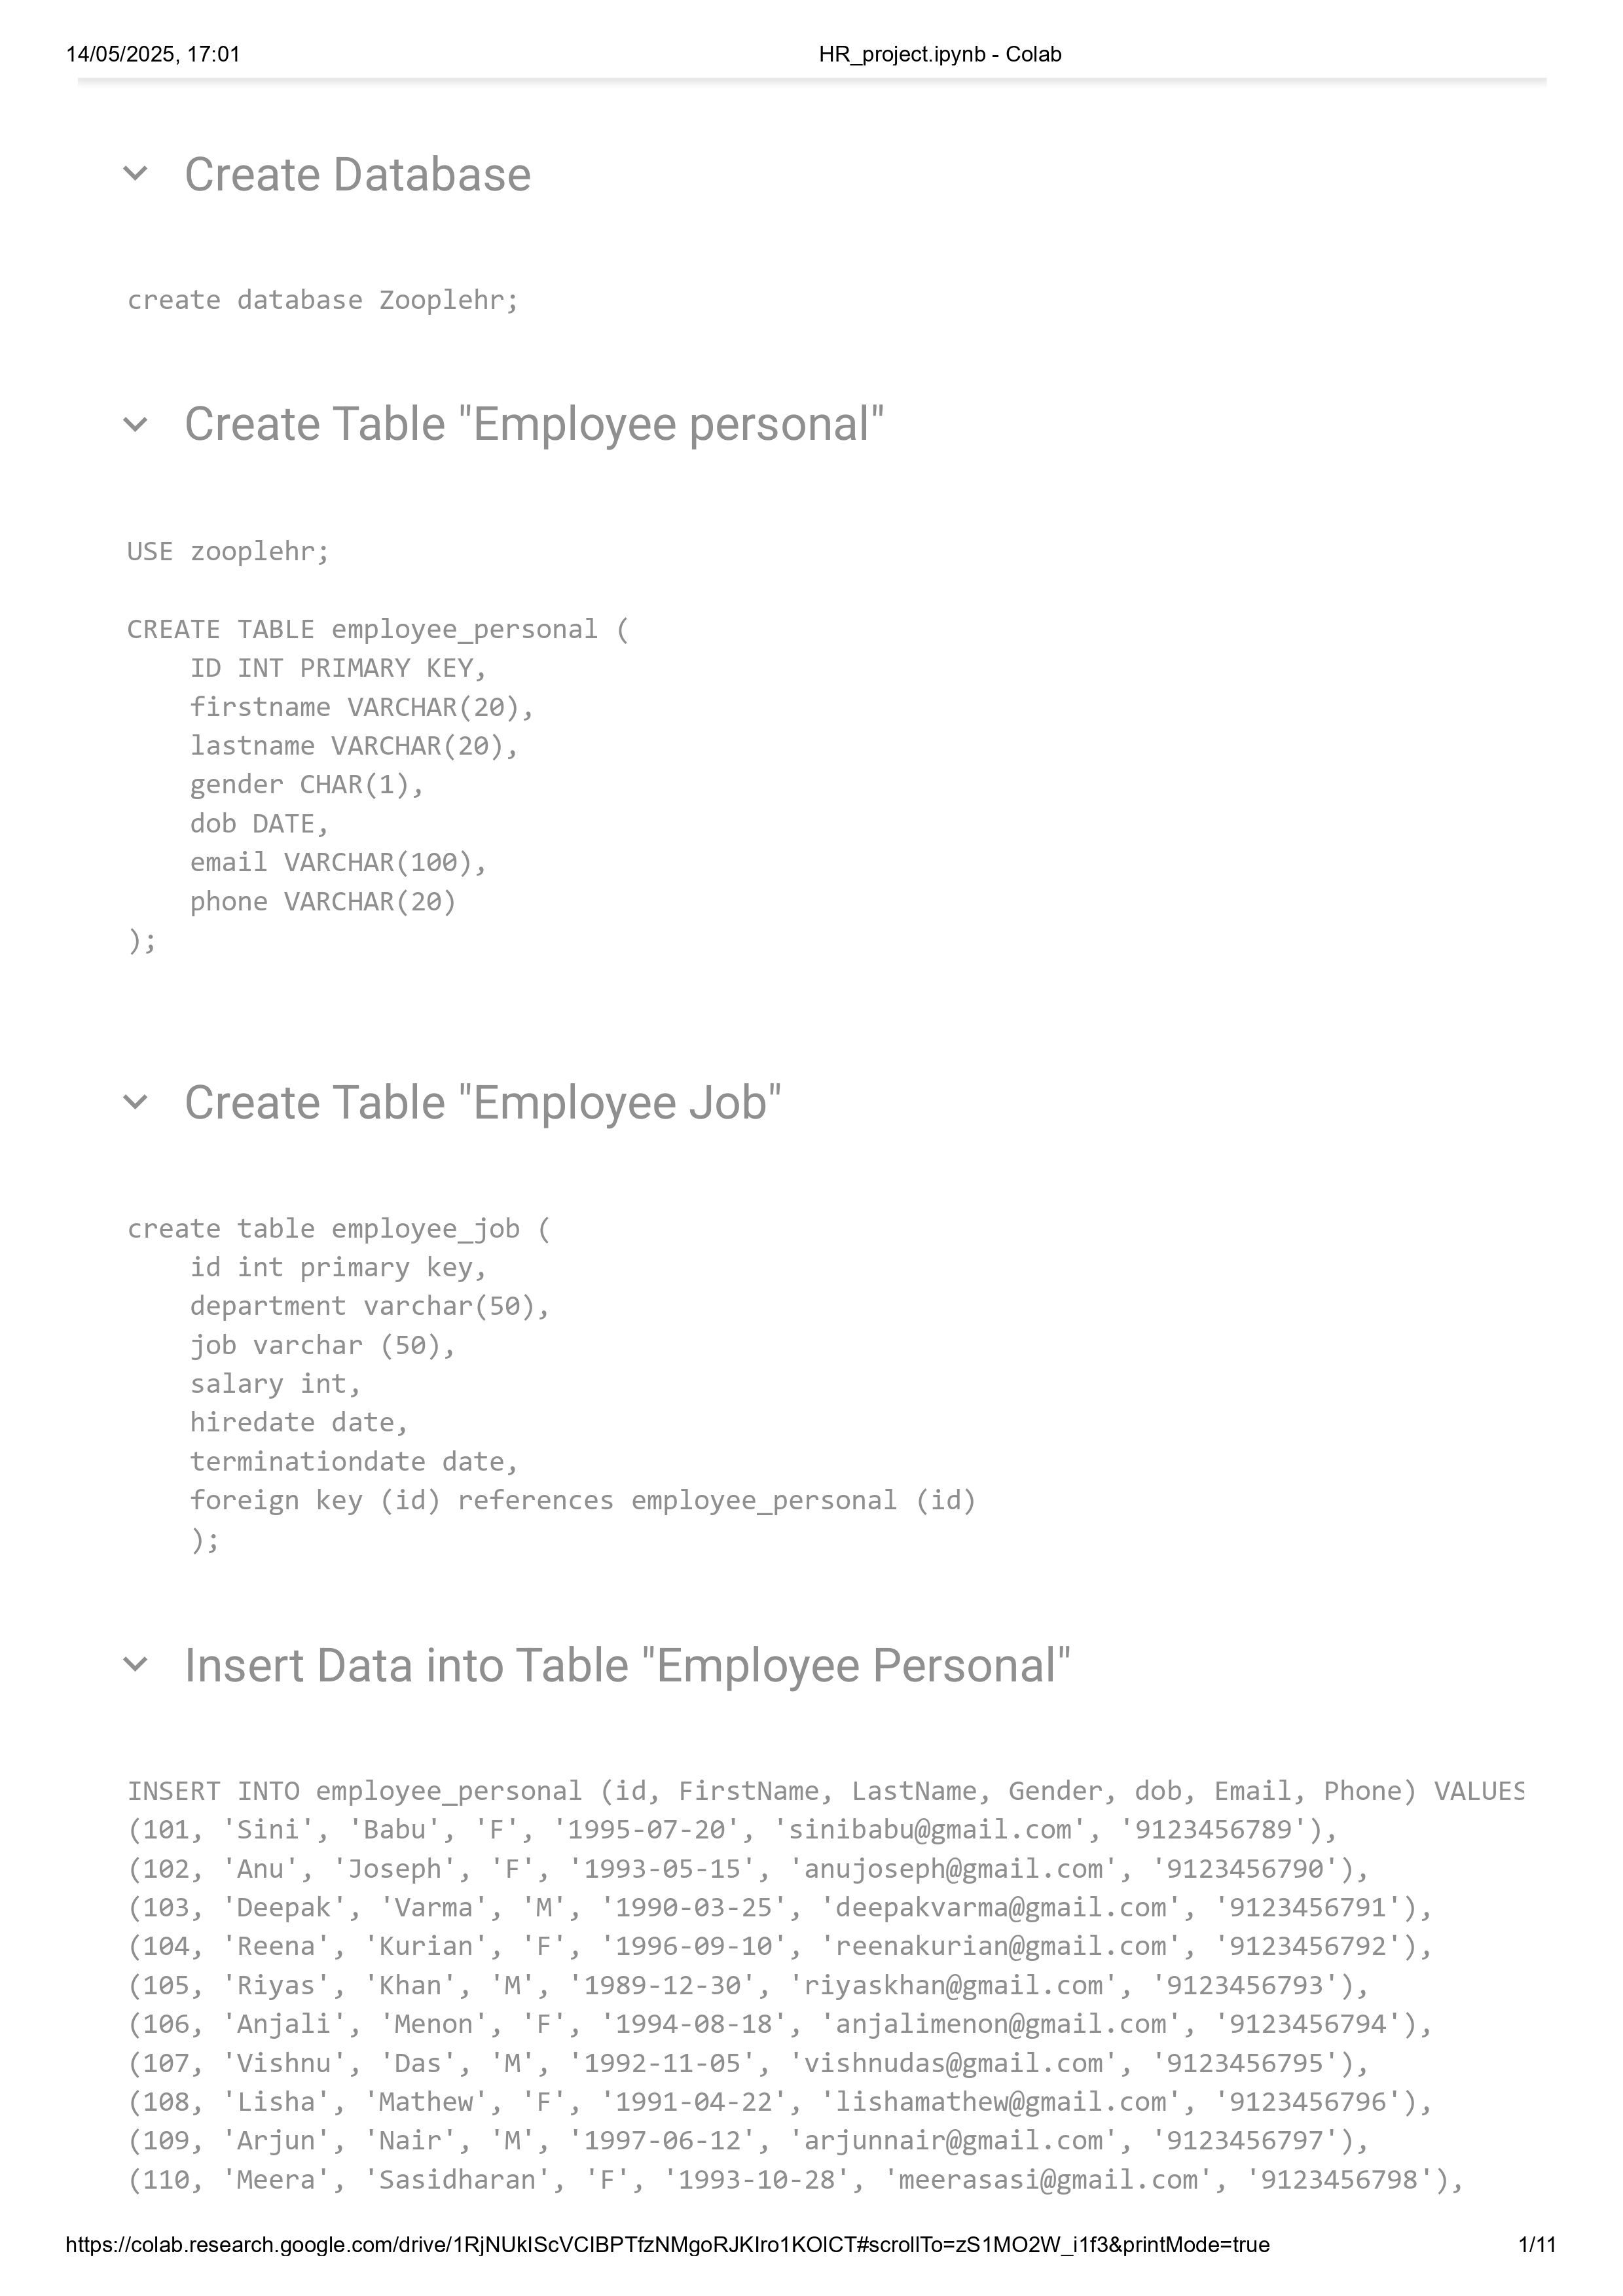 14/05/2025, 17:01
HR_project.ipynb - Colab
Create Database
create database Zooplehr;
Create Table "Employee personal"
USE zooplehr;
CREATE TABLE employee_personal (
    ID INT PRIMARY KEY,
    firstname VARCHAR(20),
    lastname VARCHAR(20),
    gender CHAR(1),
    dob DATE,
    email VARCHAR(100),
    phone VARCHAR(20)
);
Create Table "Employee Job"
create table employee_job (
    id int primary key,
    department varchar(50),
    job varchar (50),
    salary int,
    hiredate date,
    terminationdate date,
    foreign key (id) references employee_personal (id)
    );
Insert Data into Table "Employee Personal"
INSERT INTO employee_personal (id, FirstName, LastName, Gender, dob, Email, Phone) VALUES
(101, 'Sini', 'Babu', 'F', '1995-07-20', 'sinibabu@gmail.com', '9123456789'),
(102, 'Anu', 'Joseph', 'F', '1993-05-15', 'anujoseph@gmail.com', '9123456790'),
(103, 'Deepak', 'Varma', 'M', '1990-03-25', 'deepakvarma@gmail.com', '9123456791'),
(104, 'Reena', 'Kurian', 'F', '1996-09-10', 'reenakurian@gmail.com', '9123456792'),
(105, 'Riyas', 'Khan', 'M', '1989-12-30', 'riyaskhan@gmail.com', '9123456793'),
(106, 'Anjali', 'Menon', 'F', '1994-08-18', 'anjalimenon@gmail.com', '9123456794'),
(107, 'Vishnu', 'Das', 'M', '1992-11-05', 'vishnudas@gmail.com', '9123456795'),
(108, 'Lisha', 'Mathew', 'F', '1991-04-22', 'lishamathew@gmail.com', '9123456796'),
(109, 'Arjun', 'Nair', 'M', '1997-06-12', 'arjunnair@gmail.com', '9123456797'),
(110, 'Meera', 'Sasidharan', 'F', '1993-10-28', 'meerasasi@gmail.com', '9123456798'),
https://colab.research.google.com/drive/1RjNUkIScVCIBPTfzNMgoRJKIro1KOICT#scrollTo=zS1MO2W_i1f3&printMode=true
1/11